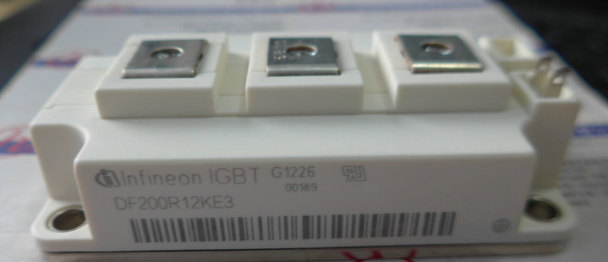 Infineon IGBT G1226
00189
DF200R12KE3